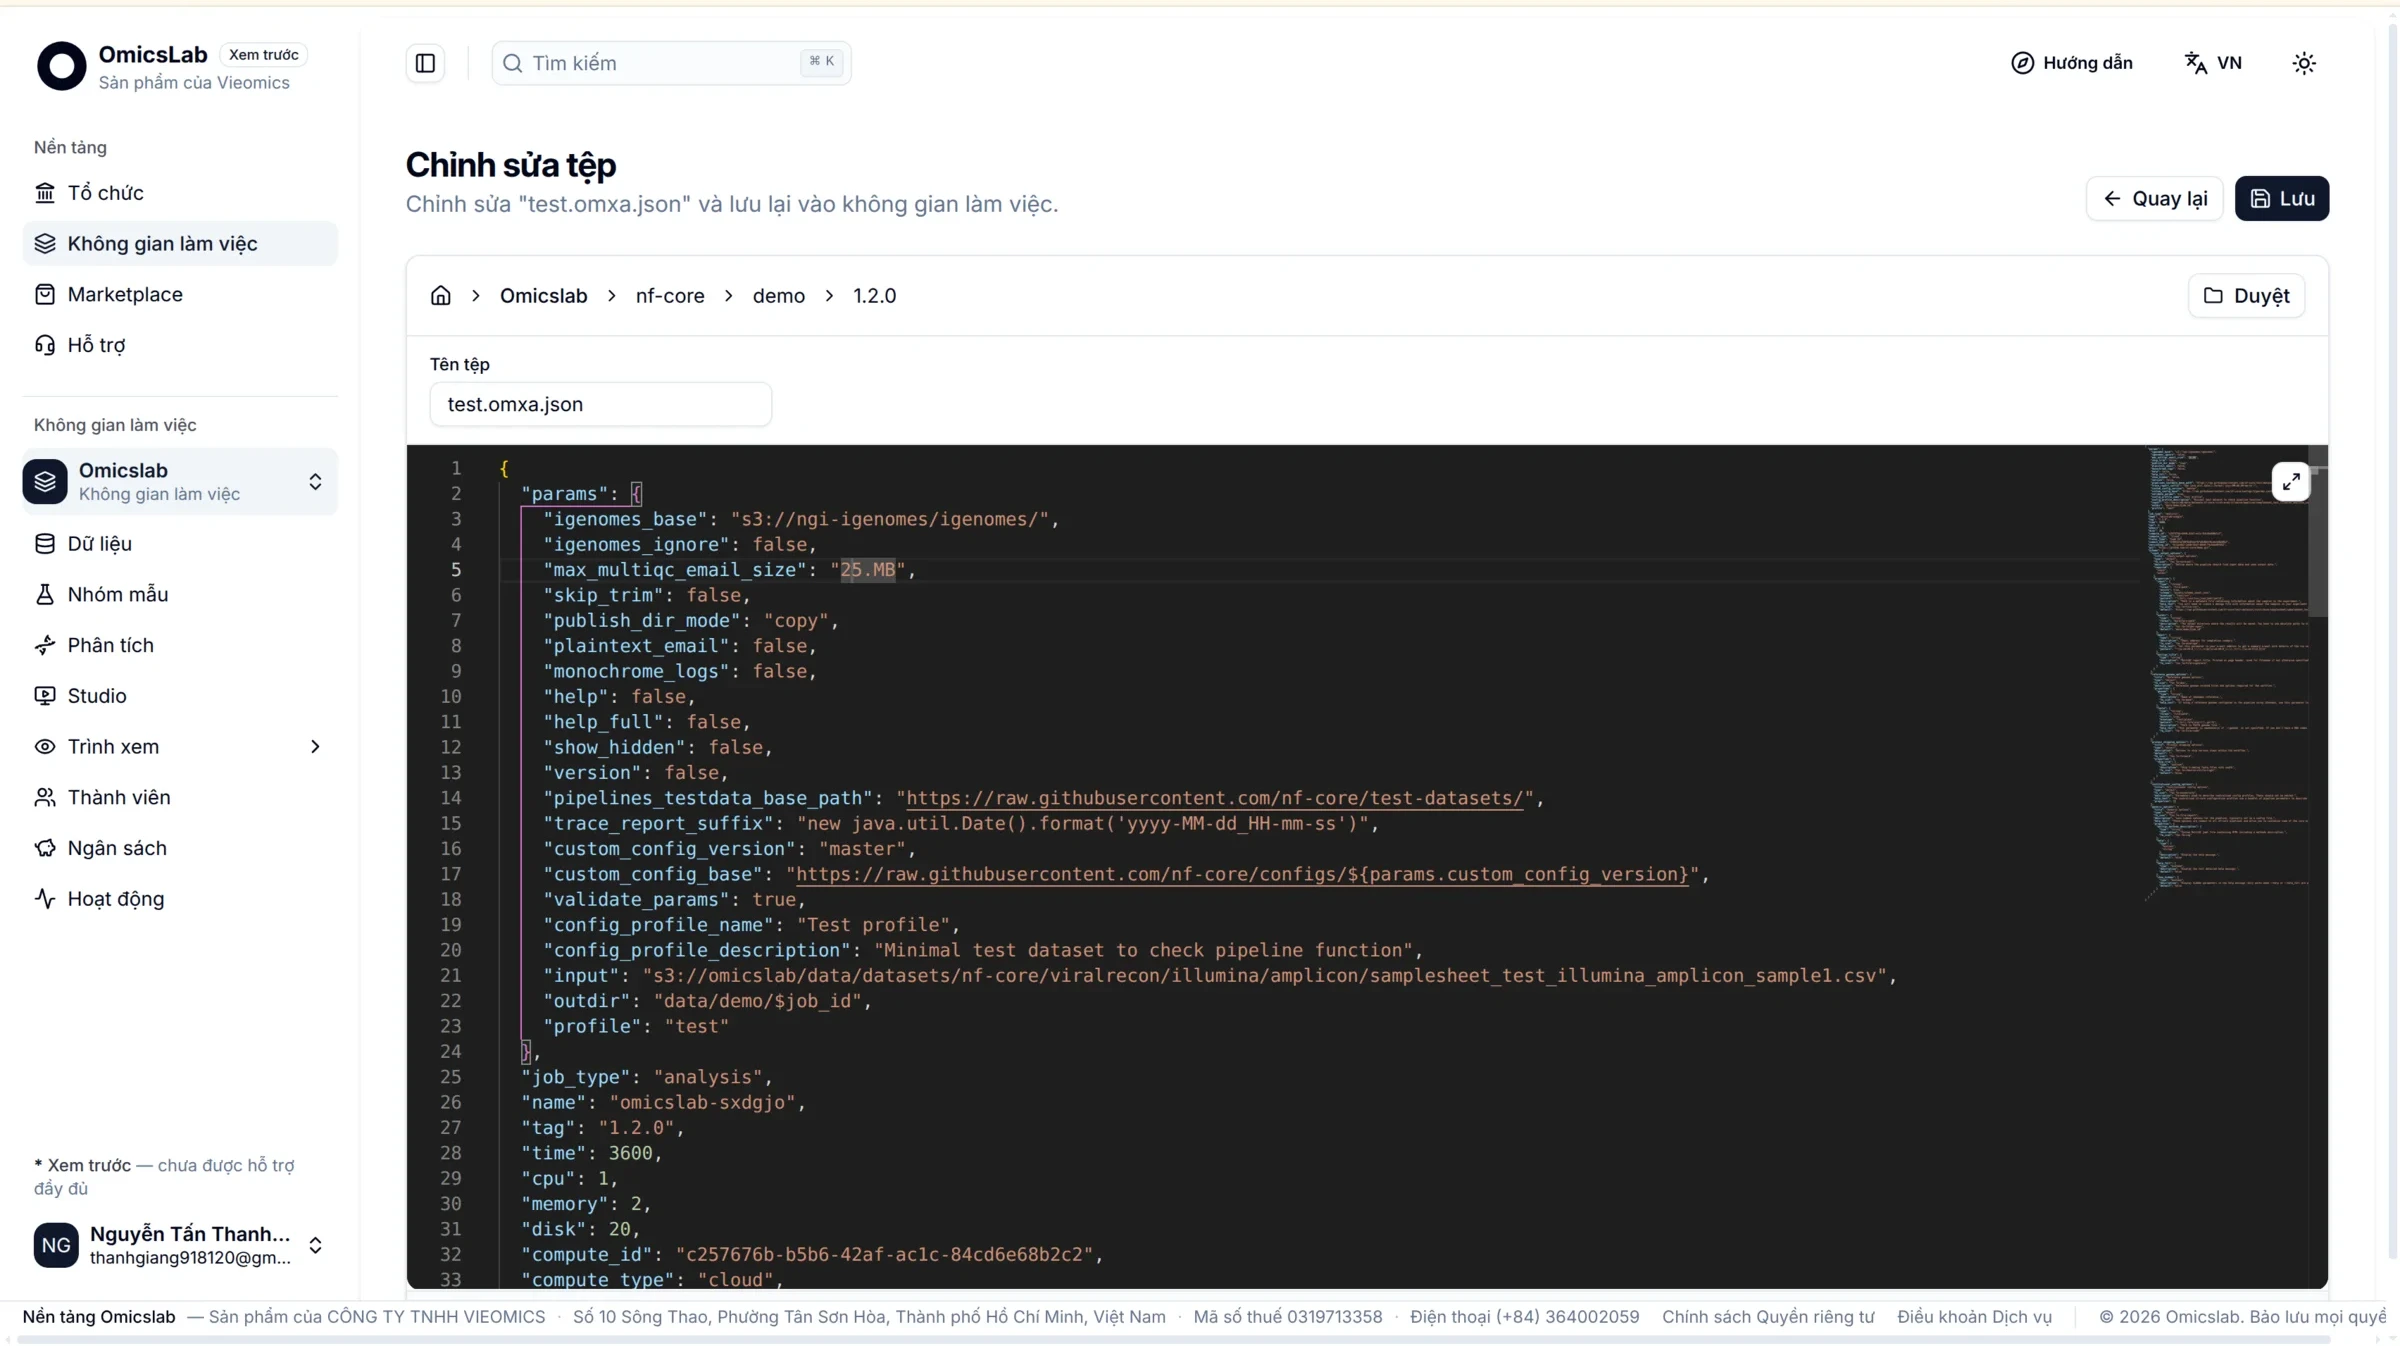 OmicsLab Xem trước
Sản phẩm của Vieomics
Tìm kiếm ⌘ K
Hướng dẫn
VN
Nền tảng
Tổ chức
Không gian làm việc
Marketplace
Hỗ trợ
Không gian làm việc
Omicslab
Không gian làm việc
Dữ liệu
Nhóm mẫu
Phân tích
Studio
Trình xem
Thành viên
Ngân sách
Hoạt động
* Xem trước — chưa được hỗ trợ
đầy đủ
NG
Nguyễn Tấn Thanh...
thanhgiang918120@gm...
Chỉnh sửa tệp
Chỉnh sửa "test.omxa.json" và lưu lại vào không gian làm việc.
Quay lại
Lưu
Omicslab > nf-core > demo > 1.2.0
Duyệt
Tên tệp
test.omxa.json
1 {
2 "params": {
3 "igenomes_base": "s3://ngi-igenomes/igenomes/",
4 "igenomes_ignore": false,
5 "max_multiqc_email_size": "25.MB",
6 "skip_trim": false,
7 "publish_dir_mode": "copy",
8 "plaintext_email": false,
9 "monochrome_logs": false,
10 "help": false,
11 "help_full": false,
12 "show_hidden": false,
13 "version": false,
14 "pipelines_testdata_base_path": "https://raw.githubusercontent.com/nf-core/test-datasets/",
15 "trace_report_suffix": "new java.util.Date().format('yyyy-MM-dd_HH-mm-ss')",
16 "custom_config_version": "master",
17 "custom_config_base": "https://raw.githubusercontent.com/nf-core/configs/${params.custom_config_version}",
18 "validate_params": true,
19 "config_profile_name": "Test profile",
20 "config_profile_description": "Minimal test dataset to check pipeline function",
21 "input": "s3://omicslab/data/datasets/nf-core/viralrecon/illumina/amplicon/samplesheet_test_illumina_amplicon_sample1.csv",
22 "outdir": "data/demo/$job_id",
23 "profile": "test"
24 },
25 "job_type": "analysis",
26 "name": "omicslab-sxdgjo",
27 "tag": "1.2.0",
28 "time": 3600,
29 "cpu": 1,
30 "memory": 2,
31 "disk": 20,
32 "compute_id": "c257676b-b5b6-42af-ac1c-84cd6e68b2c2",
33 "compute_type": "cloud",
Nền tảng Omicslab — Sản phẩm của CÔNG TY TNHH VIEOMICS · Số 10 Sông Thao, Phường Tân Sơn Hòa, Thành phố Hồ Chí Minh, Việt Nam · Mã số thuế 0319713358 · Điện thoại (+84) 364002059 Chính sách Quyền riêng tư Điều khoản Dịch vụ © 2026 Omicslab. Bảo lưu mọi quyề